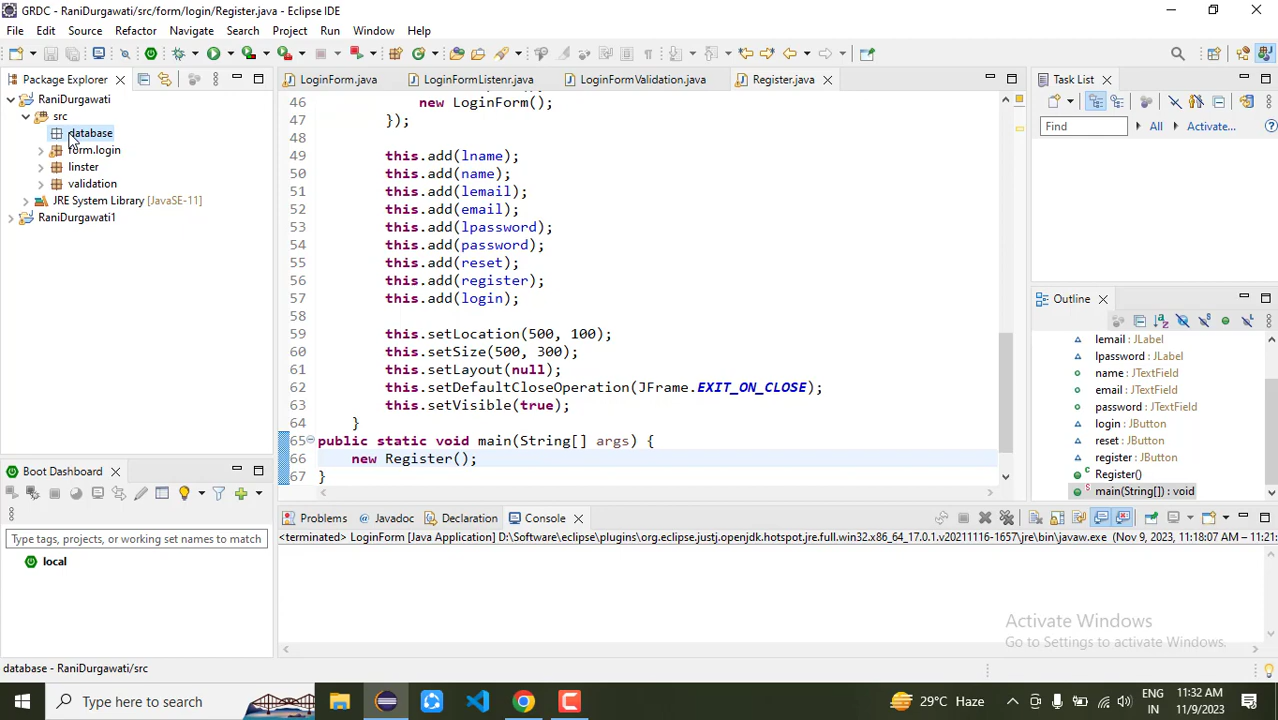 GRDC - RaniDurgawati/src/form/login/Register.java - Eclipse IDE
File Edit Source Refactor Navigate Search Project Run Window Help
Package Explorer
LoginForm.java LoginFormListenr.java LoginFormValidation.java Register.java
Task List
RaniDurgawati
src
database
form.login
linster
validation
JRE System Library [JavaSE-11]
RaniDurgawati1
46 new LoginForm();
47 });
48
49 this.add(lname);
50 this.add(name);
51 this.add(lemail);
52 this.add(email);
53 this.add(lpassword);
54 this.add(password);
55 this.add(reset);
56 this.add(register);
57 this.add(login);
58
59 this.setLocation(500, 100);
60 this.setSize(500, 300);
61 this.setLayout(null);
62 this.setDefaultCloseOperation(JFrame.EXIT_ON_CLOSE);
63 this.setVisible(true);
64 }
65 public static void main(String[] args) {
66 new Register();
67 }
Find All Activate...
Outline
lemail : JLabel
lpassword : JLabel
name : JTextField
email : JTextField
password : JTextField
login : JButton
reset : JButton
register : JButton
Register()
main(String[]) : void
Boot Dashboard
Type tags, projects, or working set names to match
local
Problems Javadoc Declaration Console
<terminated> LoginForm [Java Application] D:\Software\eclipse\plugins\org.eclipse.justj.openjdk.hotspot.jre.full.win32.x86_64_17.0.1.v20211116-1657\jre\bin\javaw.exe (Nov 9, 2023, 11:18:07 AM – 11:21:
Activate Windows
Go to Settings to activate Windows.
database - RaniDurgawati/src
Type here to search
29°C Haze
ENG
IN
11:32 AM
11/9/2023